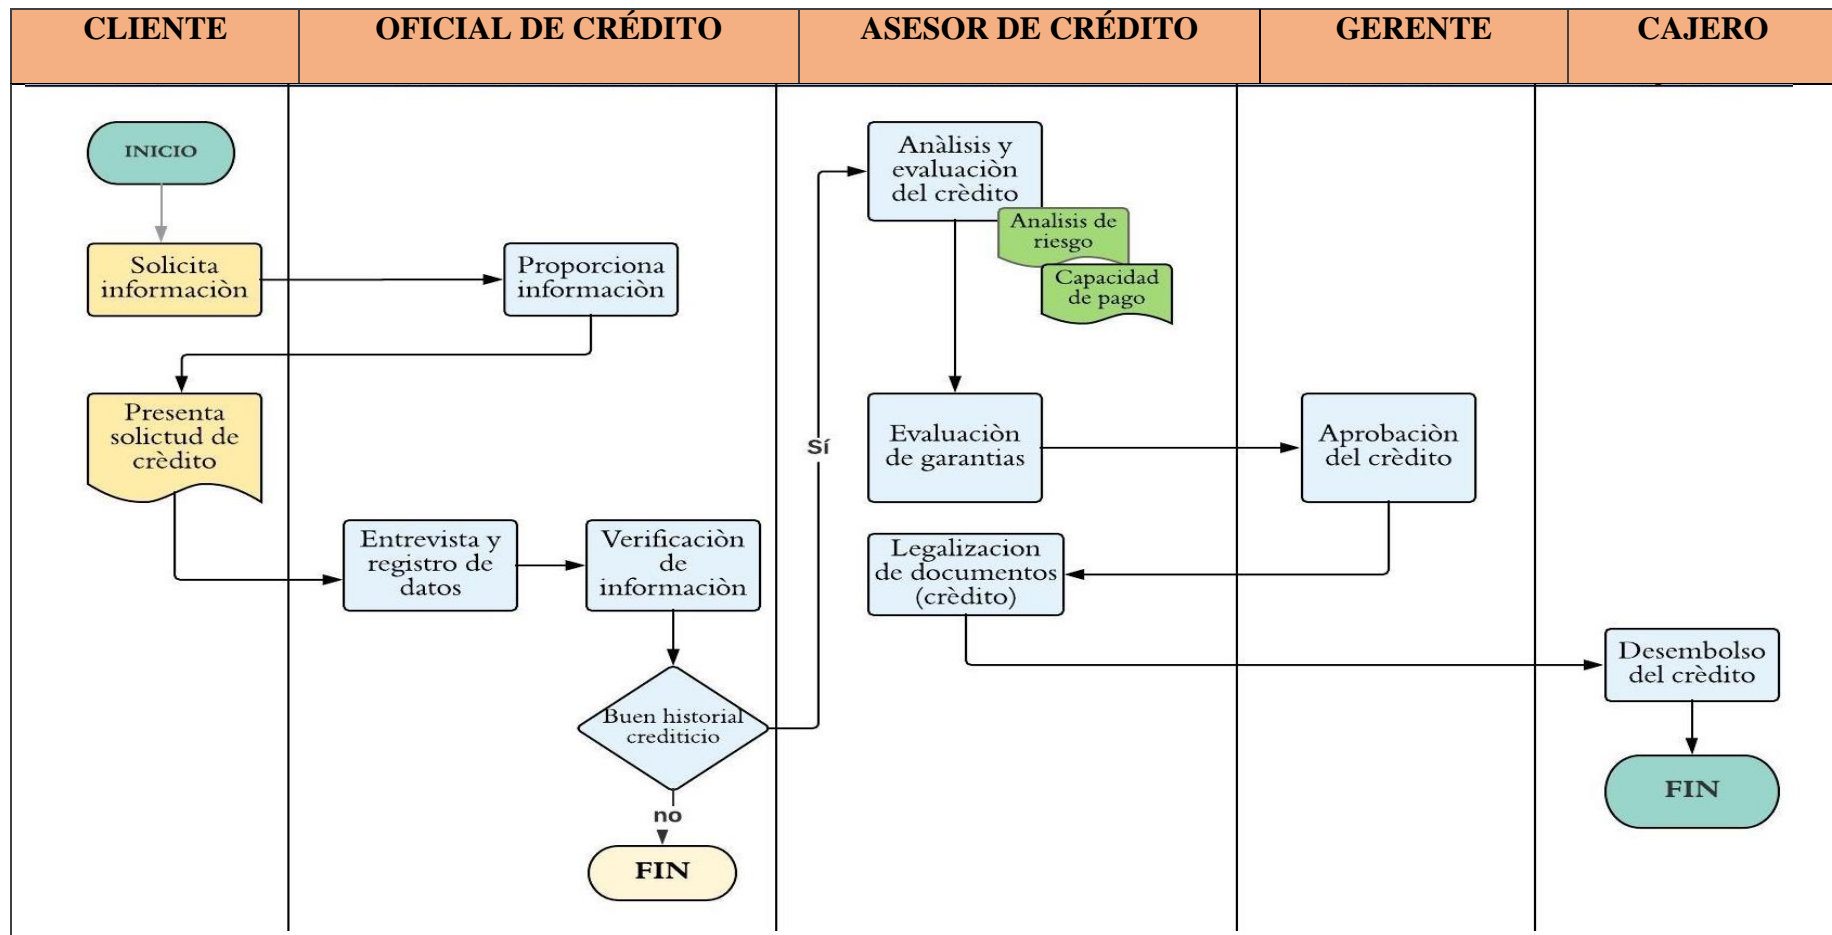 CLIENTE
OFICIAL DE CRÉDITO
ASESOR DE CRÉDITO
GERENTE
CAJERO
INICIO
Solicita
informaciòn
Proporciona
informaciòn
Presenta
solictud de
crèdito
Entrevista y
registro de
datos
Verificaciòn
de
informaciòn
Buen historial
crediticio
no
FIN
Sí
Anàlisis y
evaluaciòn
del crèdito
Analisis de
riesgo
Capacidad
de pago
Evaluaciòn
de garantias
Aprobaciòn
del crèdito
Legalizacion
de documentos
(crèdito)
Desembolso
del crèdito
FIN